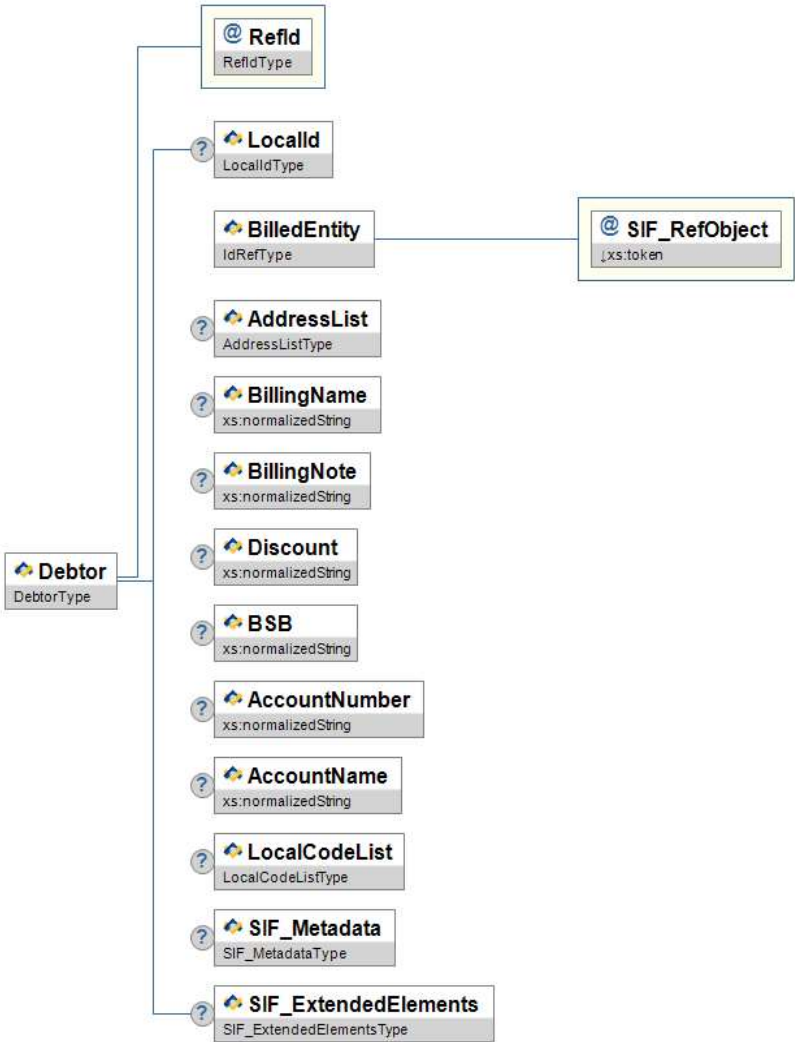 @ RefId
RefIdType
? LocalId
LocalIdType
BilledEntity
IdRefType
@ SIF_RefObject
↓xs:token
? AddressList
AddressListType
? BillingName
xs:normalizedString
? BillingNote
xs:normalizedString
? Discount
xs:normalizedString
Debtor
DebtorType
? BSB
xs:normalizedString
? AccountNumber
xs:normalizedString
? AccountName
xs:normalizedString
? LocalCodeList
LocalCodeListType
? SIF_Metadata
SIF_MetadataType
? SIF_ExtendedElements
SIF_ExtendedElementsType